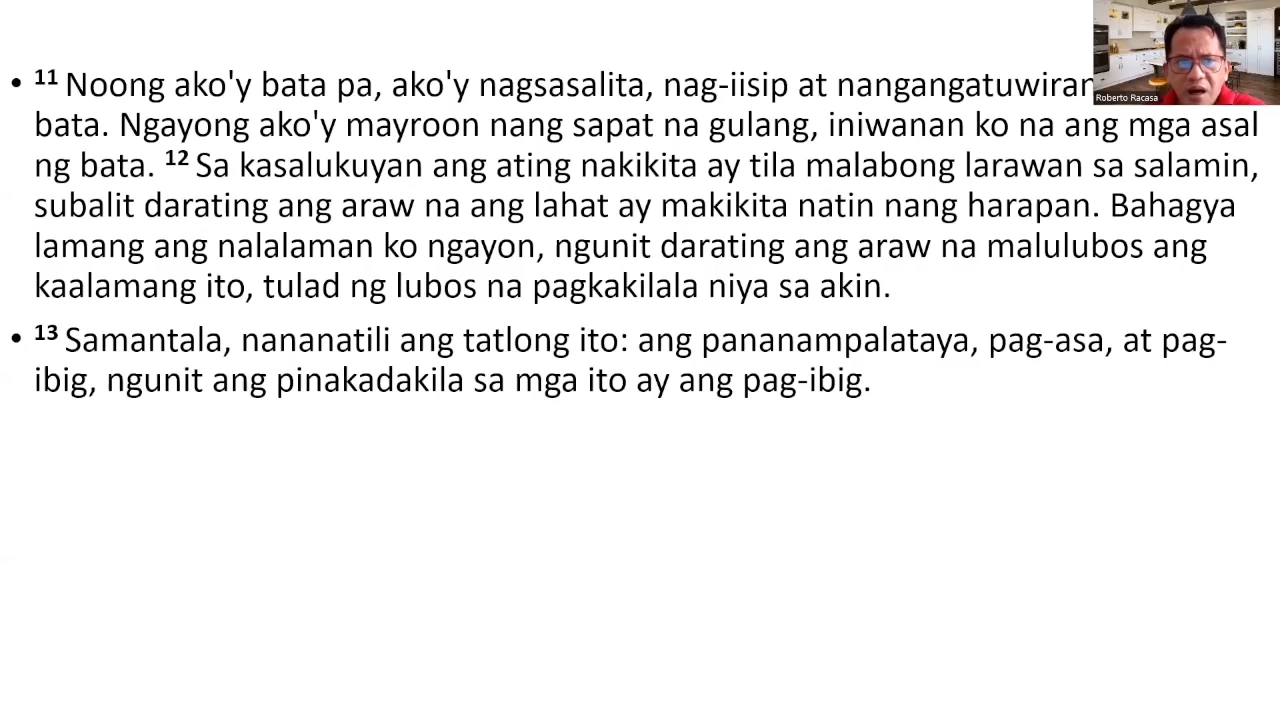 • ¹¹ Noong ako'y bata pa, ako'y nagsasalita, nag-iisip at nangangatuwiran
bata. Ngayong ako'y mayroon nang sapat na gulang, iniwanan ko na ang mga asal
ng bata. ¹² Sa kasalukuyan ang ating nakikita ay tila malabong larawan sa salamin,
subalit darating ang araw na ang lahat ay makikita natin nang harapan. Bahagya
lamang ang nalalaman ko ngayon, ngunit darating ang araw na malulubos ang
kaalamang ito, tulad ng lubos na pagkakilala niya sa akin.
• ¹³ Samantala, nananatili ang tatlong ito: ang pananampalataya, pag-asa, at pag-
ibig, ngunit ang pinakadakila sa mga ito ay ang pag-ibig.
Roberto Racasa